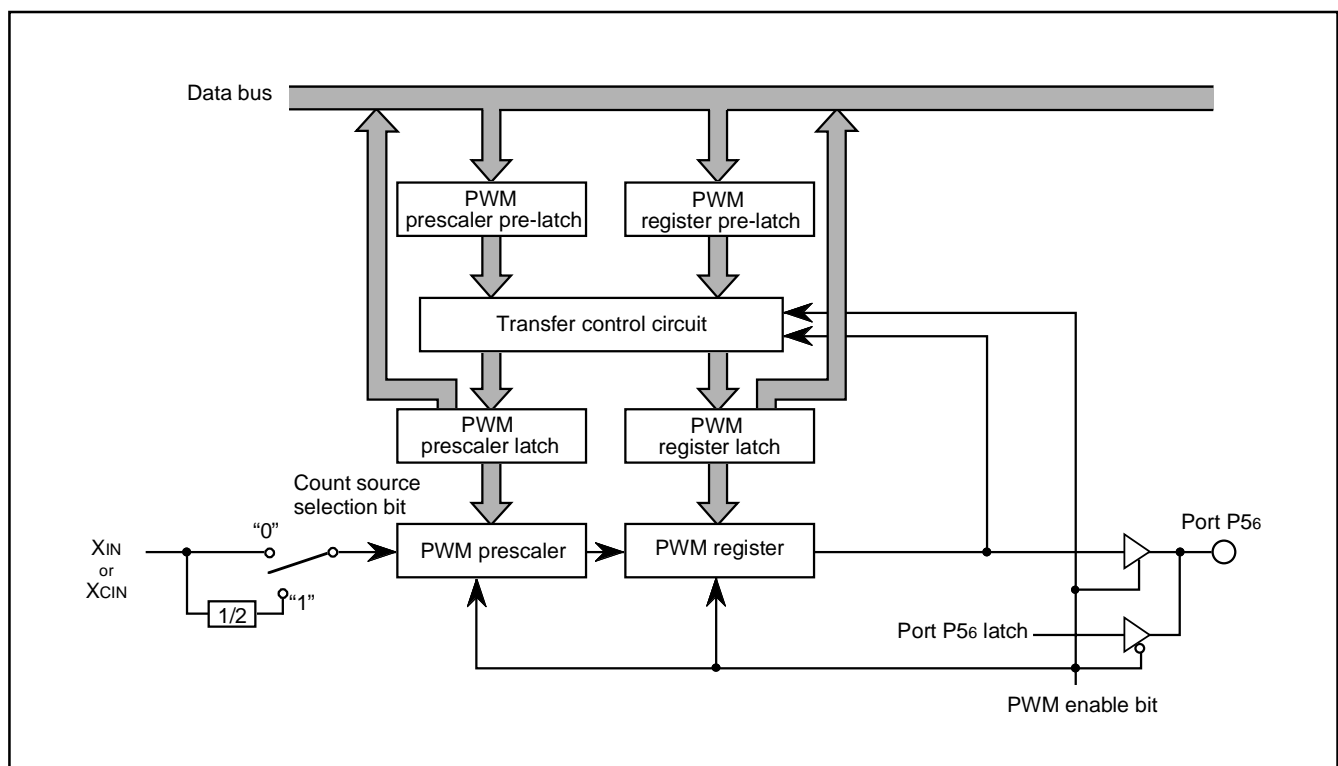 Data bus
PWM
prescaler pre-latch
PWM
register pre-latch
Transfer control circuit
PWM
prescaler latch
PWM
register latch
Count source
selection bit
“0”
XIN
or
XCIN
“1”
1/2
PWM prescaler
PWM register
Port P56
Port P56 latch
PWM enable bit